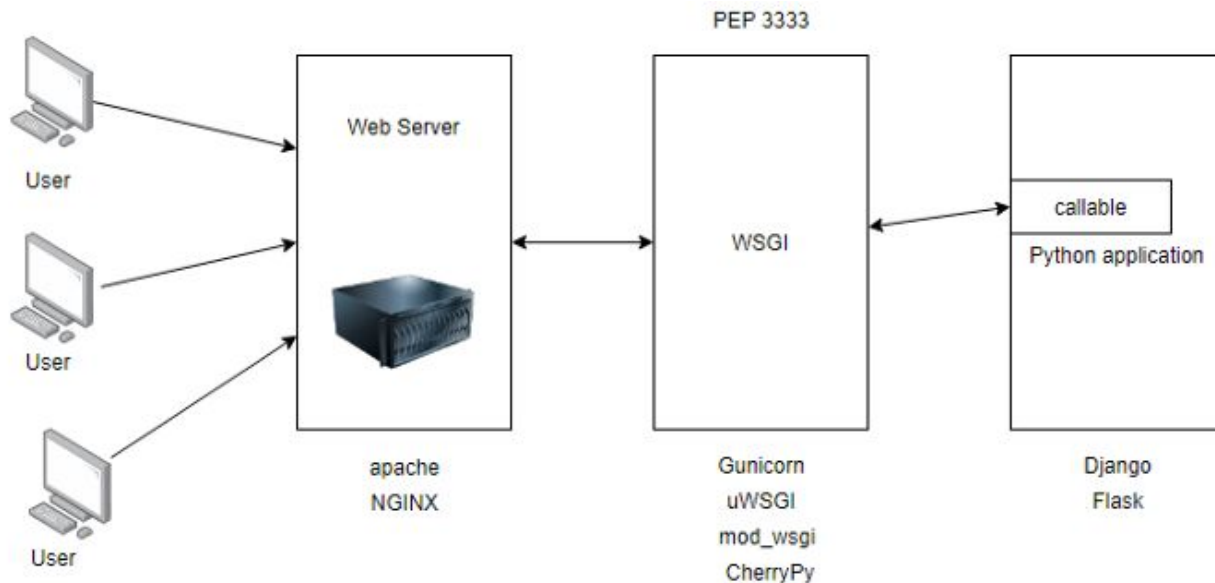 PEP 3333
Web Server
User
WSGI
callable
Python application
User
User
apache
NGINX
Gunicorn
uWSGI
mod_wsgi
CherryPy
Django
Flask